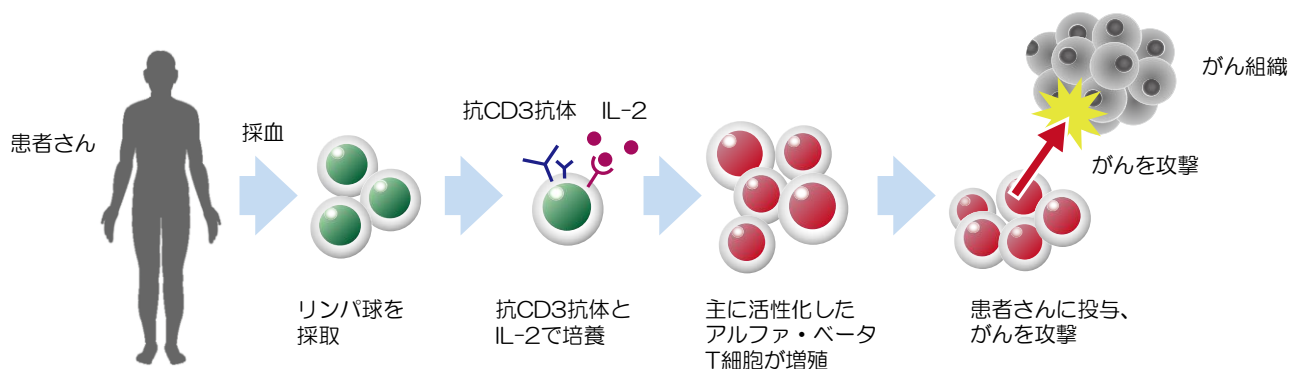 患者さん
採血
リンパ球を
採取
抗CD3抗体 IL-2
抗CD3抗体と
IL-2で培養
主に活性化した
アルファ・ベータ
T細胞が増殖
がん組織
がんを攻撃
患者さんに投与、
がんを攻撃